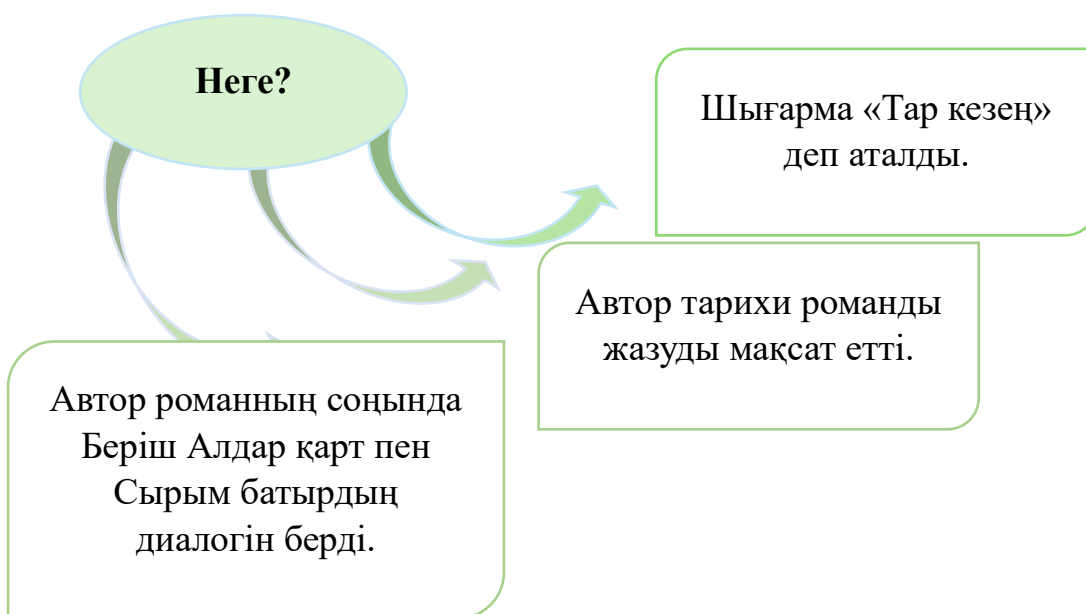 Неге?
Шығарма «Тар кезең»
деп аталды.
Автор тарихи романды
жазуды мақсат етті.
Автор романның соңында
Беріш Алдар қарт пен
Сырым батырдың
диалогін берді.